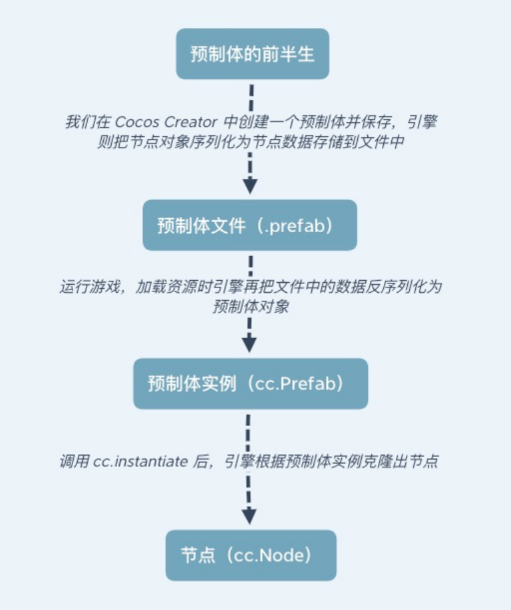 预制体的前半生
我们在 Cocos Creator 中创建一个预制体并保存，引擎
则把节点对象序列化为节点数据存储到文件中
预制体文件（.prefab）
运行游戏，加载资源时引擎再把文件中的数据反序列化为
预制体对象
预制体实例（cc.Prefab）
调用 cc.instantiate 后，引擎根据预制体实例克隆出节点
节点（cc.Node）